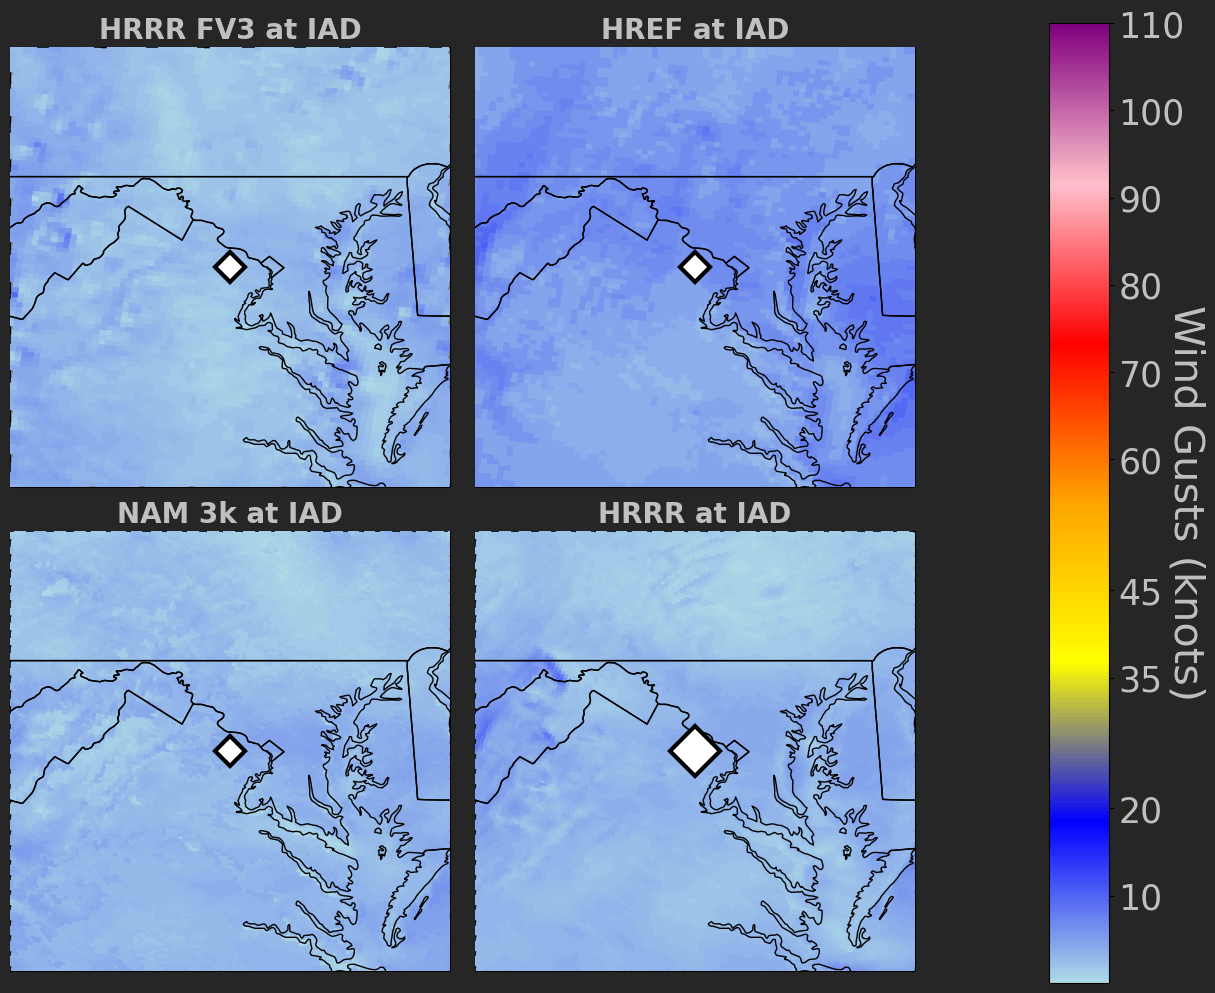 HRRR FV3 at IAD
HREF at IAD
NAM 3k at IAD
HRRR at IAD
110
100
90
80
70
60
45
35
20
10
Wind Gusts (knots)